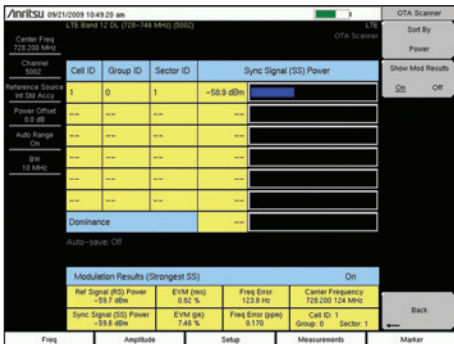 Anritsu 09/21/2009 10:49:20 am
OTA Scanner
LTE Band 12 DL (728-746 MHz) (5002)
LTE
OTA Scanner
Sort By
Power
Center Freq
728.200 MHz
Channel
5002
Reference Source
Int Std Accy
Power Offset
0.0 dB
Auto Range
On
BW
10 MHz
Show Mod Results
On Off
Cell ID Group ID Sector ID Sync Signal (SS) Power
1 0 1 -59.9 dBm
-- -- -- --
-- -- -- --
-- -- -- --
-- -- -- --
-- -- -- --
Dominance --
Auto-save: Off
Modulation Results (Strongest SS) On
Ref Signal (RS) Power EVM (rms) Freq Error Carrier Frequency
-59.7 dBm 0.82 % 123.6 Hz 728.200 124 MHz
Sync Signal (SS) Power EVM (pk) Freq Error (ppm) Cell ID: 1
-59.8 dBm 7.46 % 0.170 Group: 0 Sector: 1
Back
Freq Amplitude Setup Measurements Marker